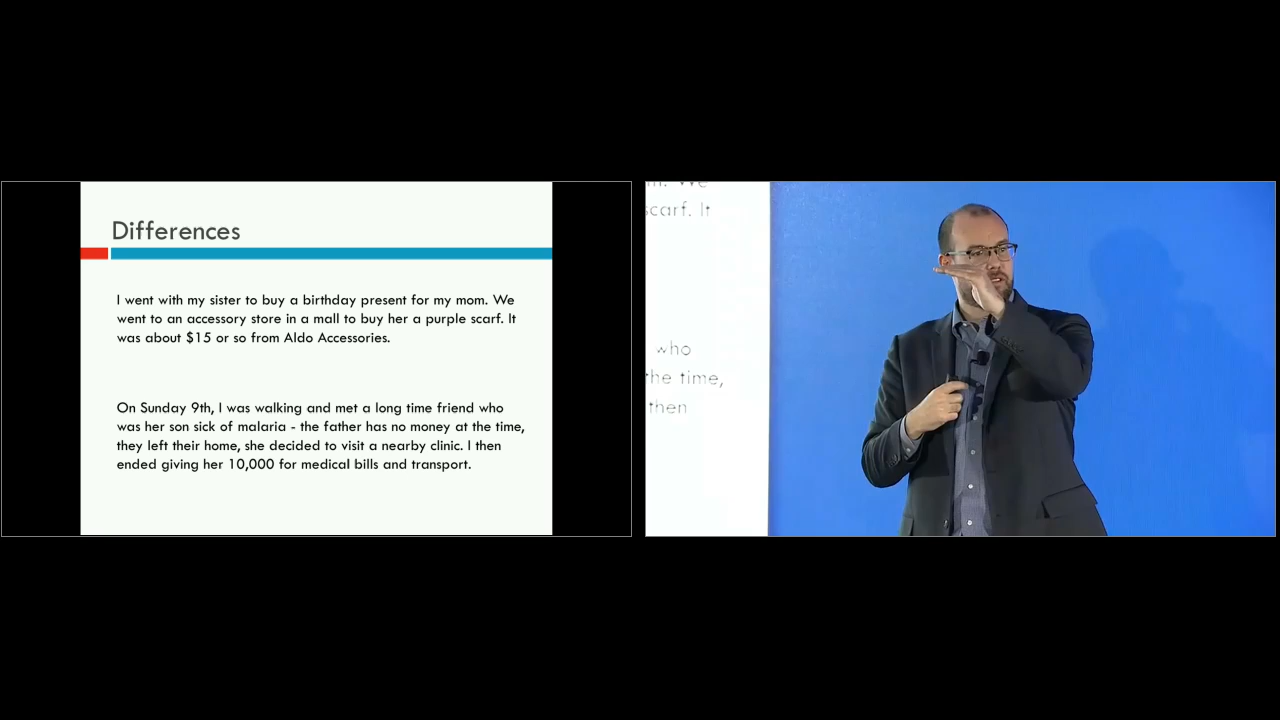 Differences
I went with my sister to buy a birthday present for my mom. We
went to an accessory store in a mall to buy her a purple scarf. It
was about $15 or so from Aldo Accessories.
On Sunday 9th, I was walking and met a long time friend who
was her son sick of malaria - the father has no money at the time,
they left their home, she decided to visit a nearby clinic. I then
ended giving her 10,000 for medical bills and transport.
We
scarf. It
who
the time,
then